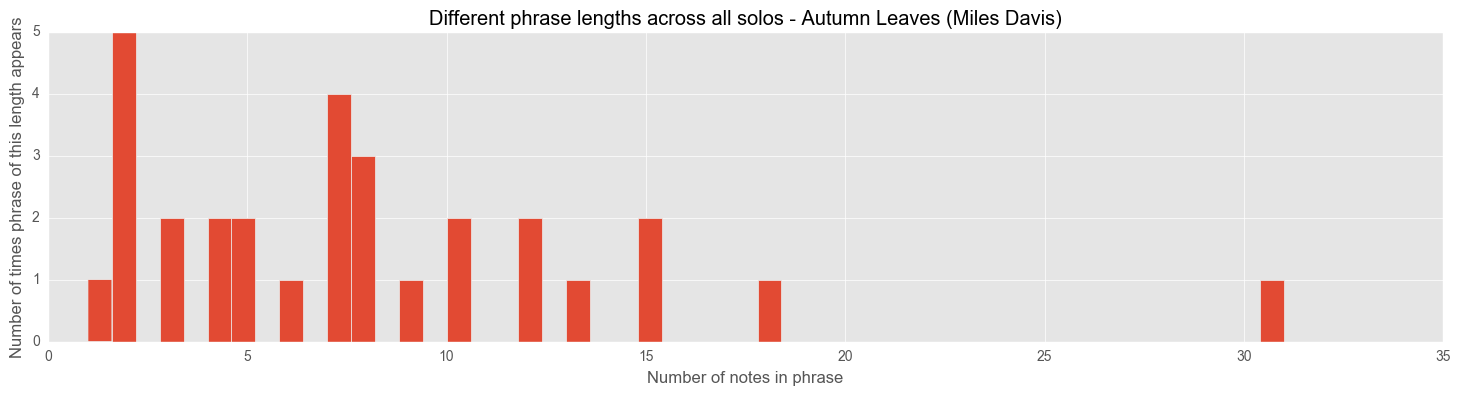 Different phrase lengths across all solos - Autumn Leaves (Miles Davis)
Number of times phrase of this length appears
5
4
3
2
1
0
0 5 10 15 20 25 30 35
Number of notes in phrase